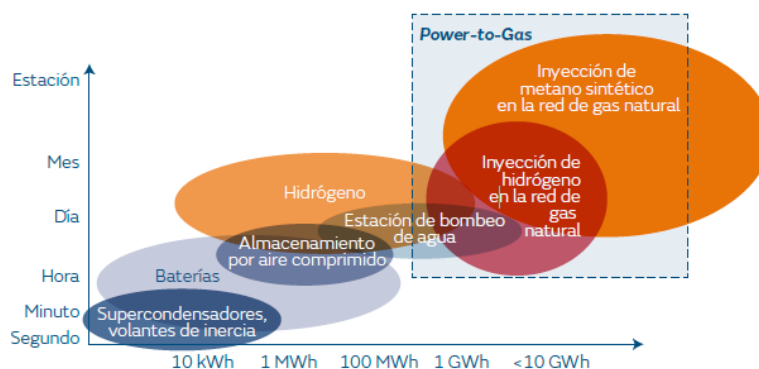 Power-to-Gas
Inyección de
metano sintético
en la red de gas natural
Estación
Mes
Día
Hora
Minuto
Segundo
Hidrógeno
Inyección de
hidrógeno
en la red de
gas
natural
Estación de bombeo
de agua
Almacenamiento
por aire comprimido
Baterías
Supercondensadores,
volantes de inercia
10 kWh
1 MWh
100 MWh
1 GWh
<10 GWh